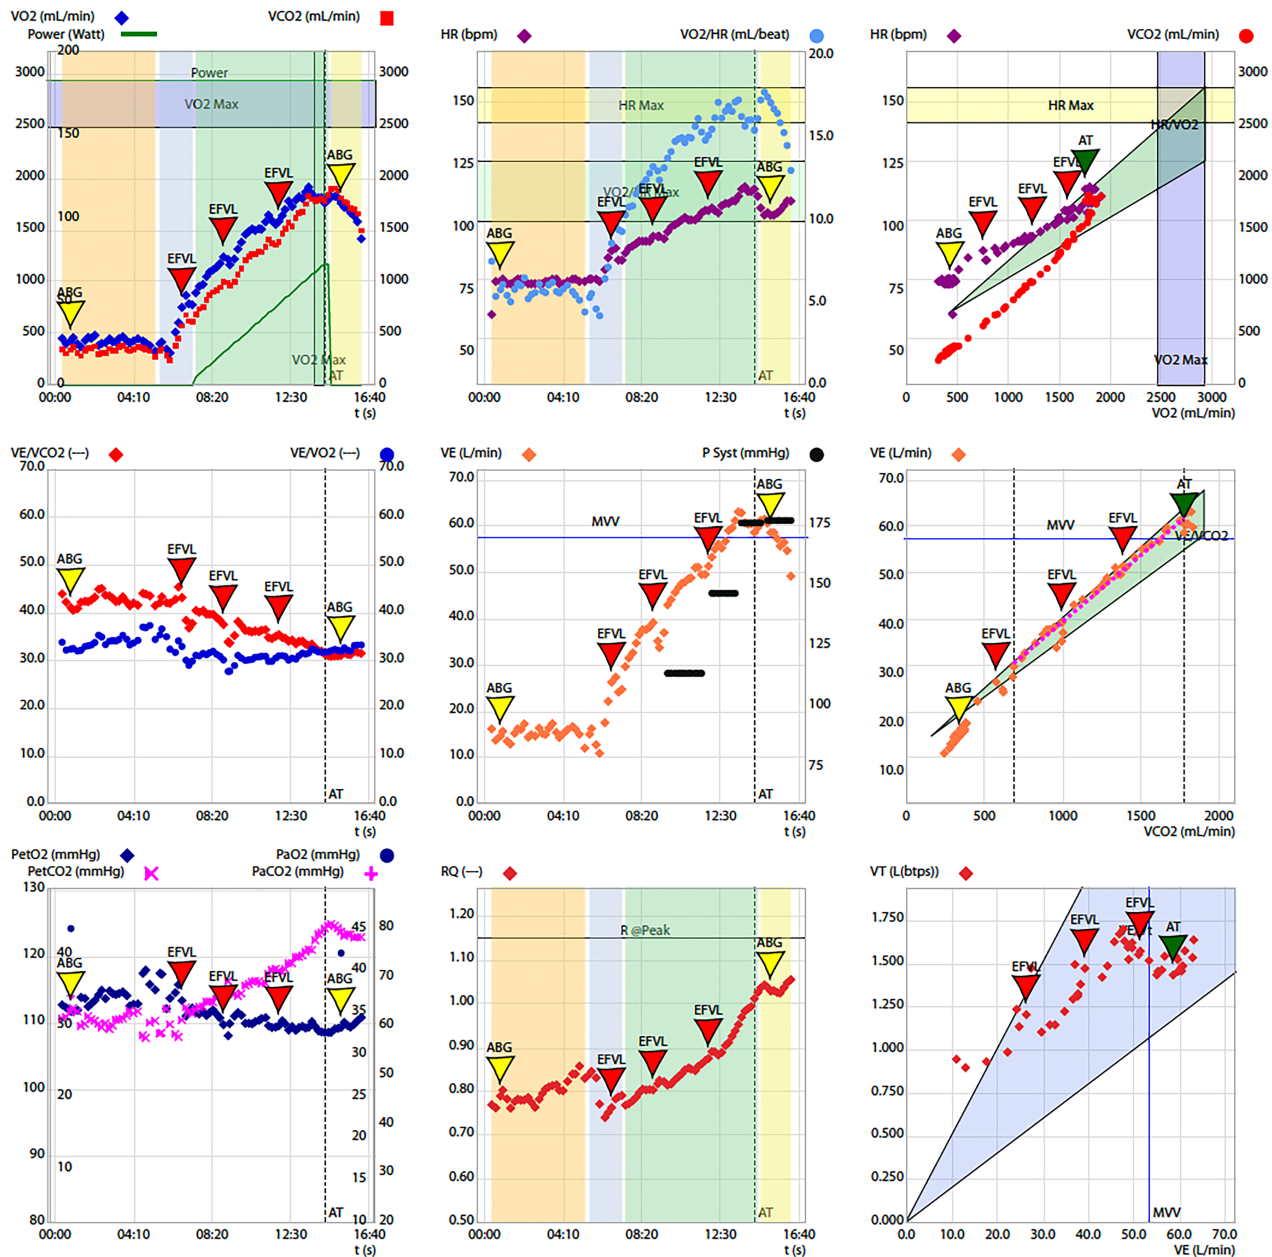 VO2 (mL/min) VCO2 (mL/min)
Power (Watt) 200
3000 Power 3000
VO2 Max
2500 150 2500
ABG
2000 EFVL 2000
EFVL
1500 100 1500
EFVL
1000 1000
ABG
50
500 500
VO2 Max
AT
0 0 0
00:00 04:10 08:20 12:30 16:40
t (s)
HR (bpm) VO2/HR (mL/beat)
20.0
150 HR Max
15.0
125
EFVL ABG
VO2/HR Max
EFVL
EFVL
100 10.0
ABG
75
5.0
50
AT 0.0
00:00 04:10 08:20 12:30 16:40
t (s)
HR (bpm) VCO2 (mL/min)
3000
150 HR Max
HR/VO2 2500
AT
125 EFVL 2000
EFVL EFVL
100 ABG 1500
75 1000
50 500
VO2 Max
0
0 500 1000 1500 2000 2500 3000
VO2 (mL/min)
VE/VCO2 (---) VE/VO2 (---)
70.0 70.0
60.0 60.0
ABG EFVL
50.0 50.0
EFVL EFVL
40.0 ABG 40.0
30.0 30.0
20.0 20.0
10.0 10.0
0.0 AT 0.0
00:00 04:10 08:20 12:30 16:40
t (s)
VE (L/min) P Syst (mmHg)
70.0
ABG
60.0 MVV EFVL 175
50.0 EFVL 150
40.0
EFVL 125
30.0
ABG
20.0 100
10.0 75
0.0 AT
00:00 04:10 08:20 12:30 16:40
t (s)
VE (L/min)
70.0 AT
60.0 MVV EFVL
VE/VCO2
50.0 EFVL
40.0
EFVL
30.0
ABG
20.0
10.0
0 500 1000 1500 2000
VCO2 (mL/min)
PetO2 (mmHg) PaO2 (mmHg)
PetCO2 (mmHg) PaCO2 (mmHg)
130
45 80
120 40 EFVL
ABG 40 70
EFVL EFVL ABG
35
110 30 60
30
50
100 20 25
40
20
90 10 30
15
80 AT 10 20
00:00 04:10 08:20 12:30 16:40
t (s)
RQ (---)
1.20
R @Peak
1.10 ABG
1.00
EFVL
0.90 ABG EFVL EFVL
0.80
0.70
0.60
0.50 AT
00:00 04:10 08:20 12:30 16:40
t (s)
VT (L(btps))
1.750 EFVL EFVL
AT
1.500
EFVL
1.250
1.000
0.750
0.500
0.250
0.000 MVV
0.0 10.0 20.0 30.0 40.0 50.0 60.0 70.0
VE (L/min)